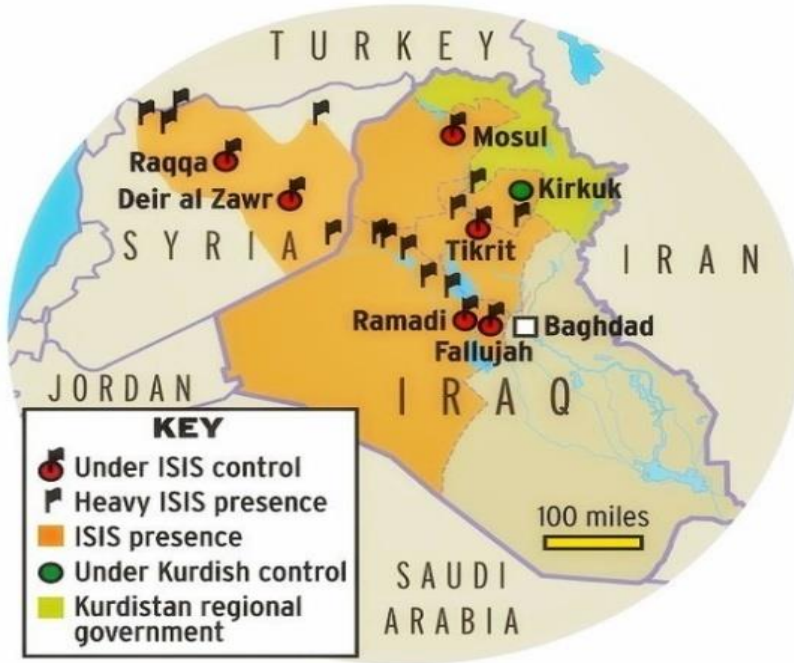 TURKEY
Mosul
Raqqa
Kirkuk
Deir al Zawr
SYRIA
Tikrit
IRAN
Ramadi
Baghdad
Fallujah
JORDAN
IRAQ
KEY
Under ISIS control
Heavy ISIS presence
ISIS presence
Under Kurdish control
Kurdistan regional
government
100 miles
SAUDI
ARABIA